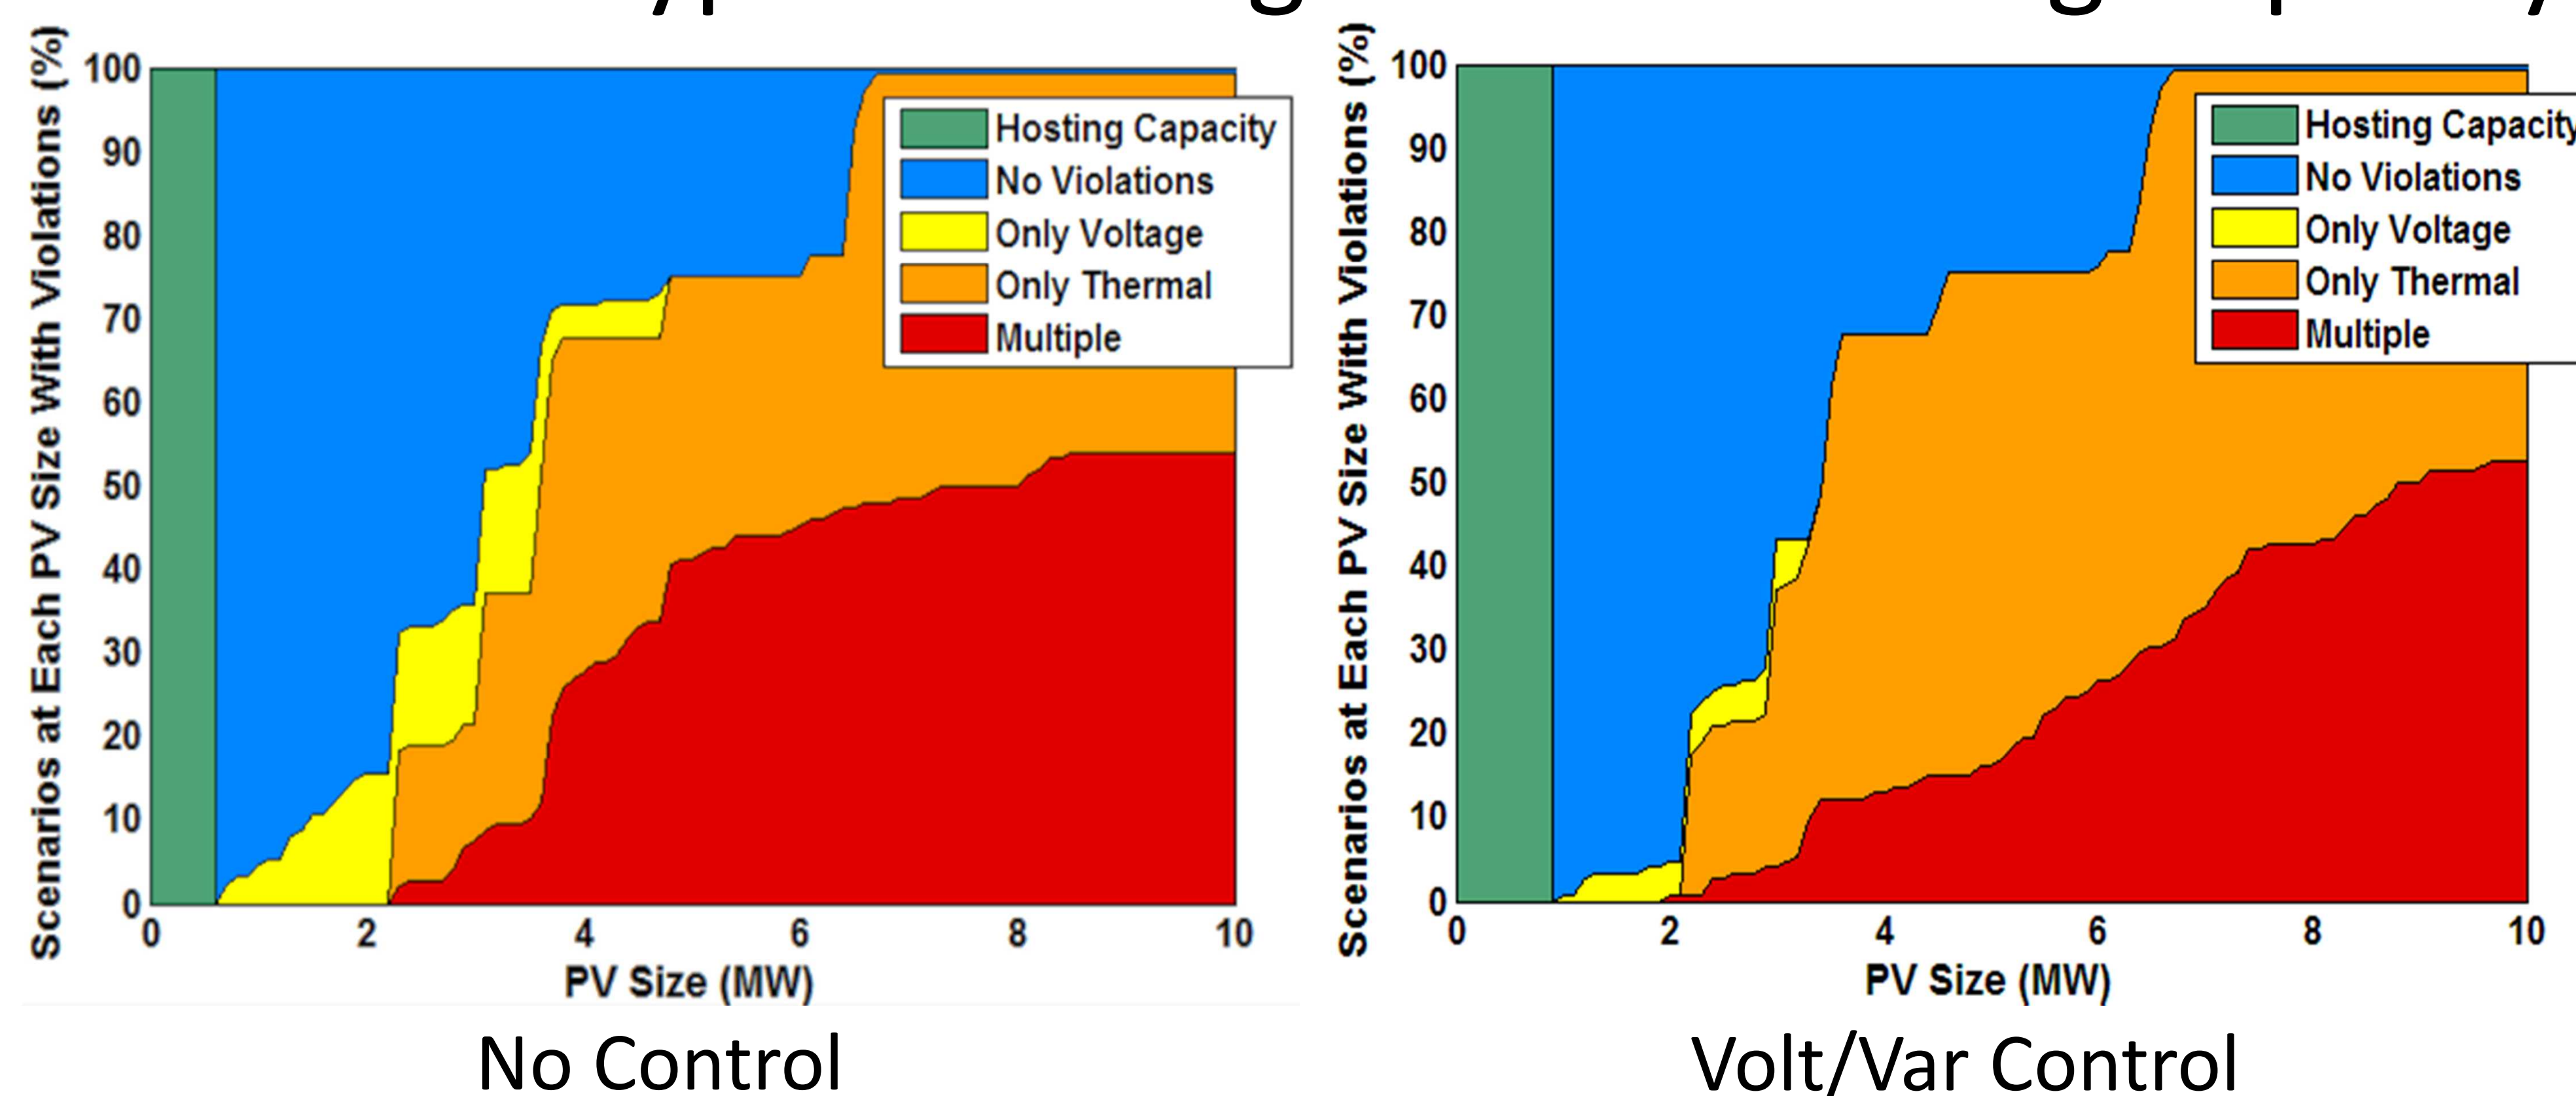 Scenarios at Each PV Size With Violations (%)
100
90
80
70
60
50
40
30
20
10
0
0 2 4 6 8 10
PV Size (MW)
Hosting Capacity
No Violations
Only Voltage
Only Thermal
Multiple
No Control
Scenarios at Each PV Size With Violations (%)
100
90
80
70
60
50
40
30
20
10
0
0 2 4 6 8 10
PV Size (MW)
Hosting Capacity
No Violations
Only Voltage
Only Thermal
Multiple
Volt/Var Control